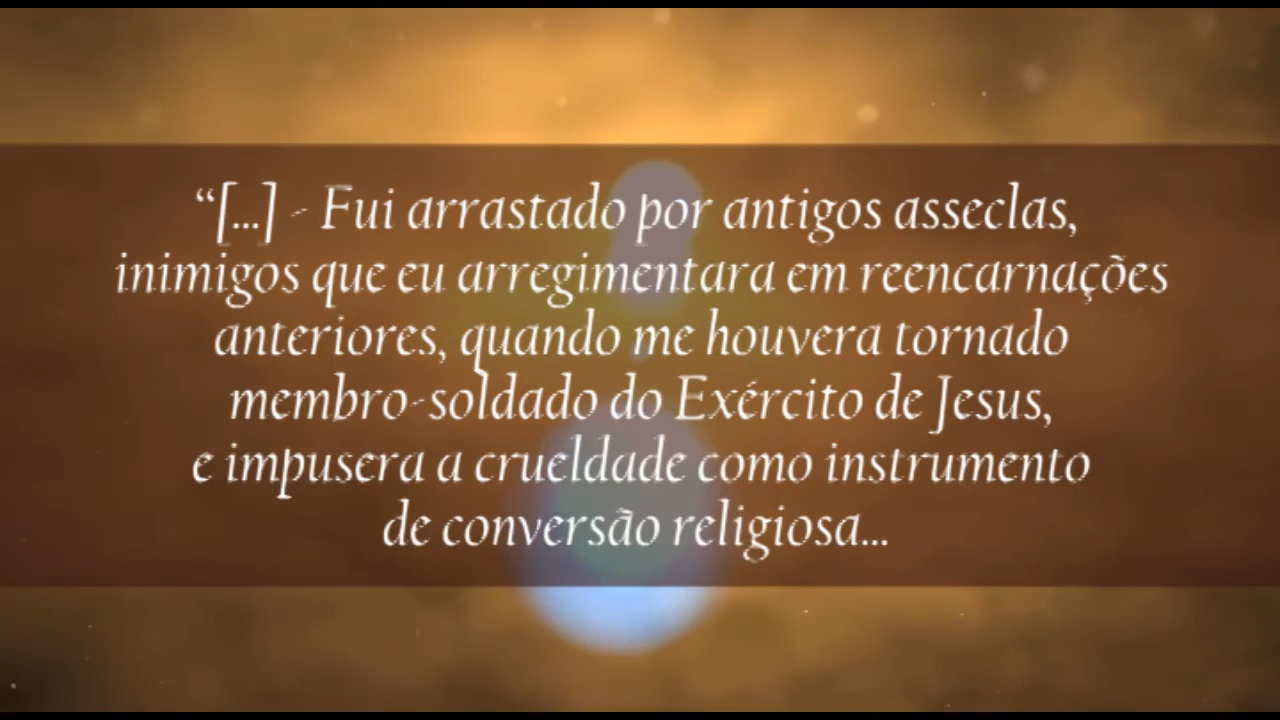 “[...] - Fui arrastado por antigos asseclas,
inimigos que eu arregimentara em reencarnações
anteriores, quando me houvera tornado
membro-soldado do Exército de Jesus,
e impusera a crueldade como instrumento
de conversão religiosa...